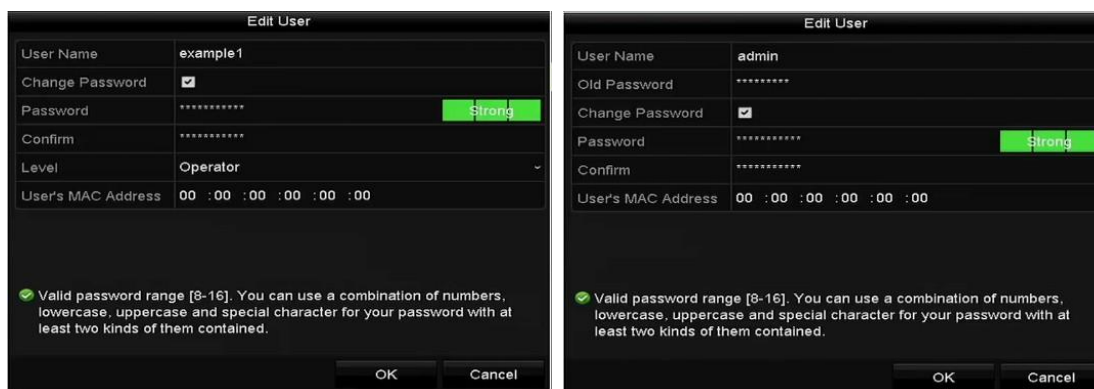 Edit User
User Name example1
Change Password
Password *********** Strong
Confirm ***********
Level Operator
User's MAC Address 00 :00 :00 :00 :00 :00
Valid password range [8-16]. You can use a combination of numbers,
lowercase, uppercase and special character for your password with at
least two kinds of them contained.
OK Cancel
Edit User
User Name admin
Old Password *********
Change Password
Password *********** Strong
Confirm ***********
User's MAC Address 00 :00 :00 :00 :00 :00
Valid password range [8-16]. You can use a combination of numbers,
lowercase, uppercase and special character for your password with at
least two kinds of them contained.
OK Cancel